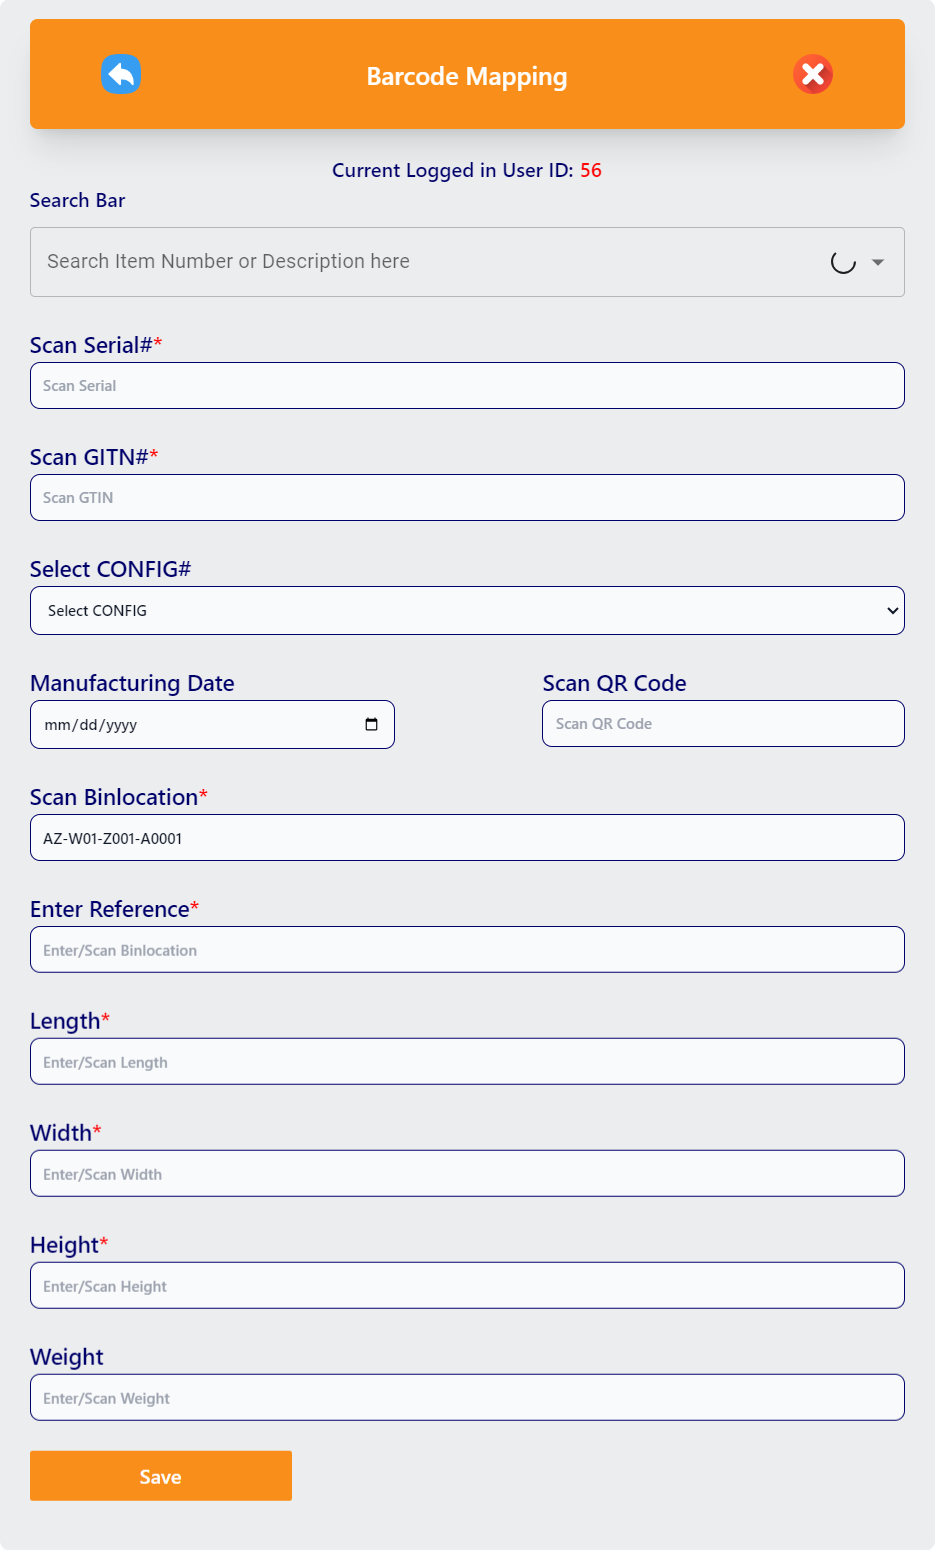 Barcode Mapping
Current Logged in User ID: 56
Search Bar
Search Item Number or Description here
Scan Serial#*
Scan Serial
Scan GITN#*
Scan GTIN
Select CONFIG#
Select CONFIG
Manufacturing Date
Scan QR Code
mm/dd/yyyy
Scan QR Code
Scan Binlocation*
AZ-W01-Z001-A0001
Enter Reference*
Enter/Scan Binlocation
Length*
Enter/Scan Length
Width*
Enter/Scan Width
Height*
Enter/Scan Height
Weight
Enter/Scan Weight
Save